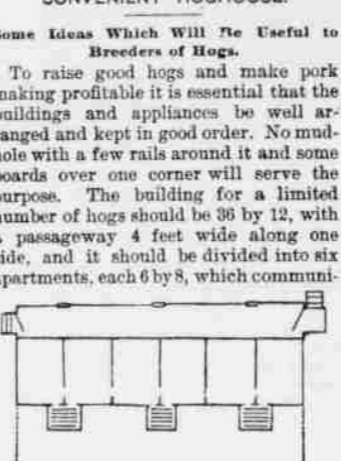 CONVENIENT HOGHOUSE.
Some Ideas Which Will Be Useful to
Breeders of Hogs.
To raise good hogs and make pork
making profitable it is essential that the
buildings and appliances be well ar-
ranged and kept in good order. No mud-
hole with a few rails around it and some
boards over one corner will serve the
purpose. The building for a limited
number of hogs should be 36 by 12, with
a passageway 4 feet wide along one
side, and it should be divided into six
apartments, each 6 by 8, which communi-